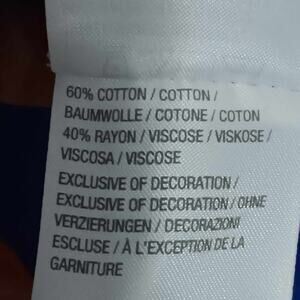 60% COTTON / COTTON /
BAUMWOLLE / COTONE / COTON
40% RAYON / VISCOSE / VISKOSE /
VISCOSA / VISCOSE
EXCLUSIVE OF DECORATION /
EXCLUSIVE OF DECORATION / OHNE
VERZIERUNGEN / DECORAZIONI
ESCLUSE / À L'EXCEPTION DE LA
GARNITURE